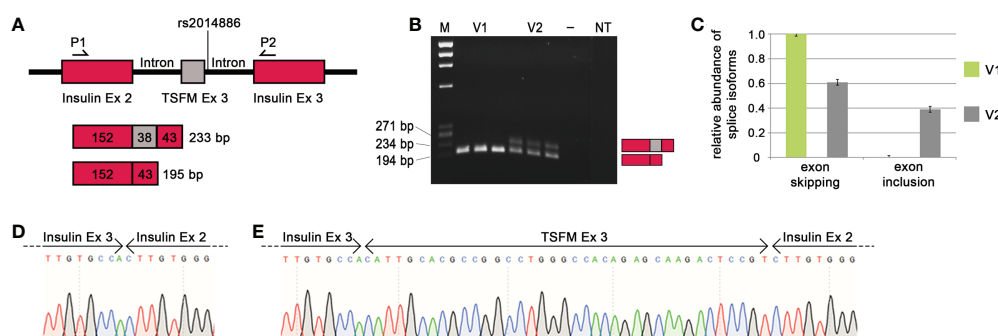 A
rs2014886
P1
P2
Intron
Intron
Insulin Ex 2
TSFM Ex 3
Insulin Ex 3
152 38 43 233 bp
152 43 195 bp
B
M V1 V2 – NT
271 bp
234 bp
194 bp
C
relative abundance of
splice isoforms
1.0
0.8
0.6
0.4
0.2
0
exon
skipping
exon
inclusion
V1
V2
D
Insulin Ex 3 Insulin Ex 2
TTGTGCCACTTGTGGG
E
Insulin Ex 3 TSFM Ex 3 Insulin Ex 2
TTGTGCCACATTGCACGCCGGCCTGGGCCACAGAGCAAGACTCCGTCTTGTGGG